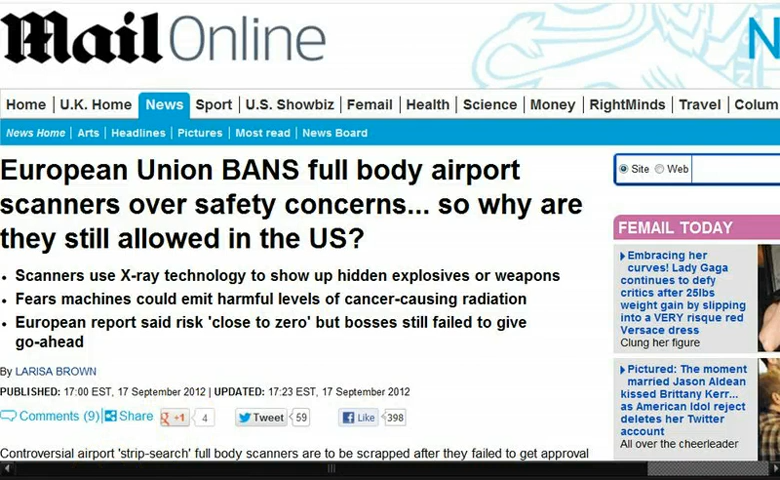 Mail Online
N
Home U.K. Home News Sport U.S. Showbiz Femail Health Science Money RightMinds Travel Colum
News Home Arts Headlines Pictures Most read News Board
European Union BANS full body airport
scanners over safety concerns... so why are
they still allowed in the US?
• Scanners use X-ray technology to show up hidden explosives or weapons
• Fears machines could emit harmful levels of cancer-causing radiation
• European report said risk 'close to zero' but bosses still failed to give
go-ahead
By LARISA BROWN
PUBLISHED: 17:00 EST, 17 September 2012 | UPDATED: 17:23 EST, 17 September 2012
Comments (9) Share g +1 4 Tweet 59 f Like 398
Controversial airport 'strip-search' full body scanners are to be scrapped after they failed to get approval
Site Web
FEMAIL TODAY
Embracing her
curves! Lady Gaga
continues to defy
critics after 25lbs
weight gain by slipping
into a VERY risque red
Versace dress
Clung her figure
Pictured: The moment
married Jason Aldean
kissed Brittany Kerr...
as American Idol reject
deletes her Twitter
account
All over the cheerleader